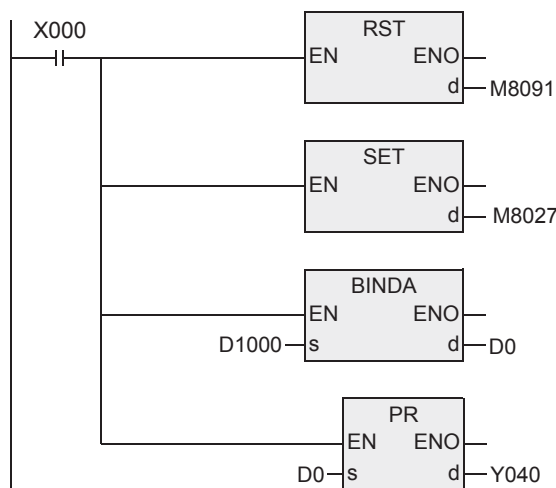 X000
RST
EN ENO
d M8091
SET
EN ENO
d M8027
BINDA
EN ENO
D1000 s d D0
PR
EN ENO
D0 s d Y040